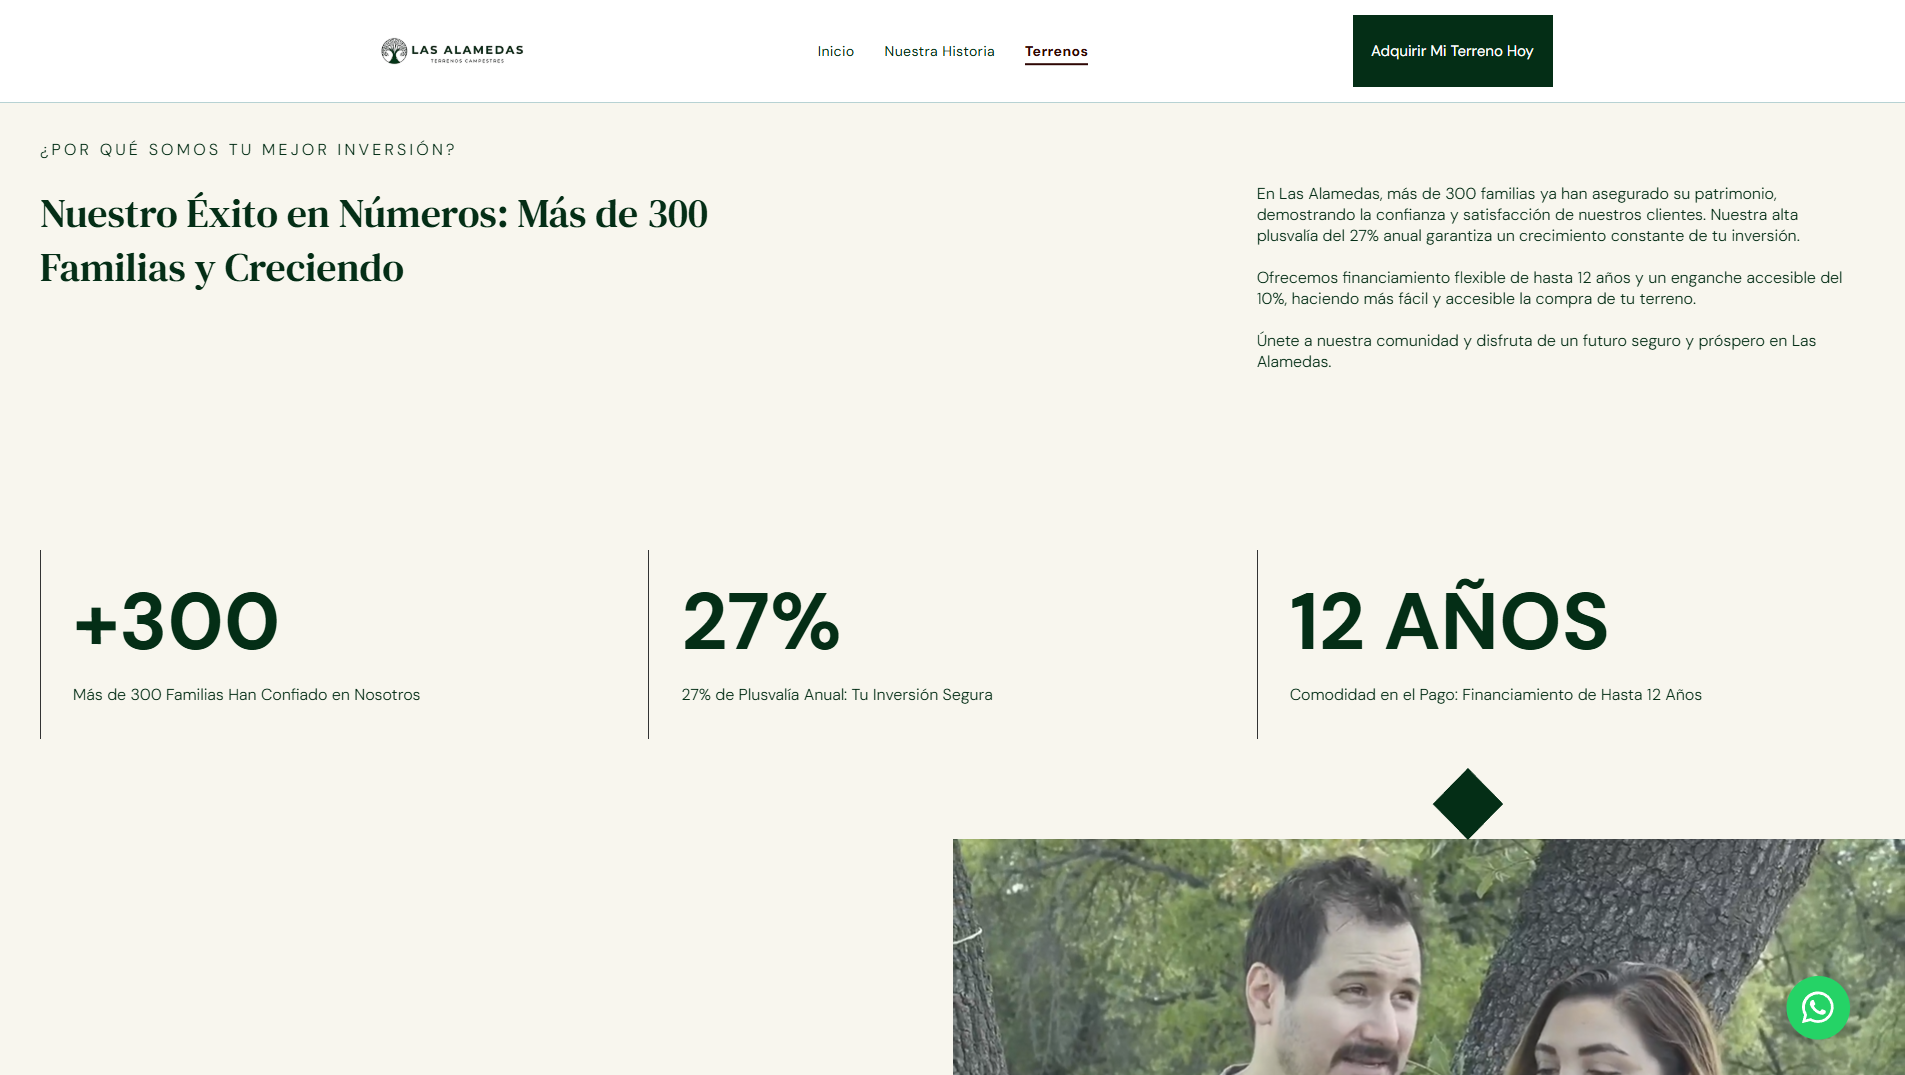 LAS ALAMEDAS
TERRENOS CAMPESTRES
Inicio
Nuestra Historia
Terrenos
Adquirir Mi Terreno Hoy
¿POR QUÉ SOMOS TU MEJOR INVERSIÓN?
Nuestro Éxito en Números: Más de 300
Familias y Creciendo
En Las Alamedas, más de 300 familias ya han asegurado su patrimonio,
demostrando la confianza y satisfacción de nuestros clientes. Nuestra alta
plusvalía del 27% anual garantiza un crecimiento constante de tu inversión.
Ofrecemos financiamiento flexible de hasta 12 años y un enganche accesible del
10%, haciendo más fácil y accesible la compra de tu terreno.
Únete a nuestra comunidad y disfruta de un futuro seguro y próspero en Las
Alamedas.
+300
Más de 300 Familias Han Confiado en Nosotros
27%
27% de Plusvalía Anual: Tu Inversión Segura
12 AÑOS
Comodidad en el Pago: Financiamiento de Hasta 12 Años